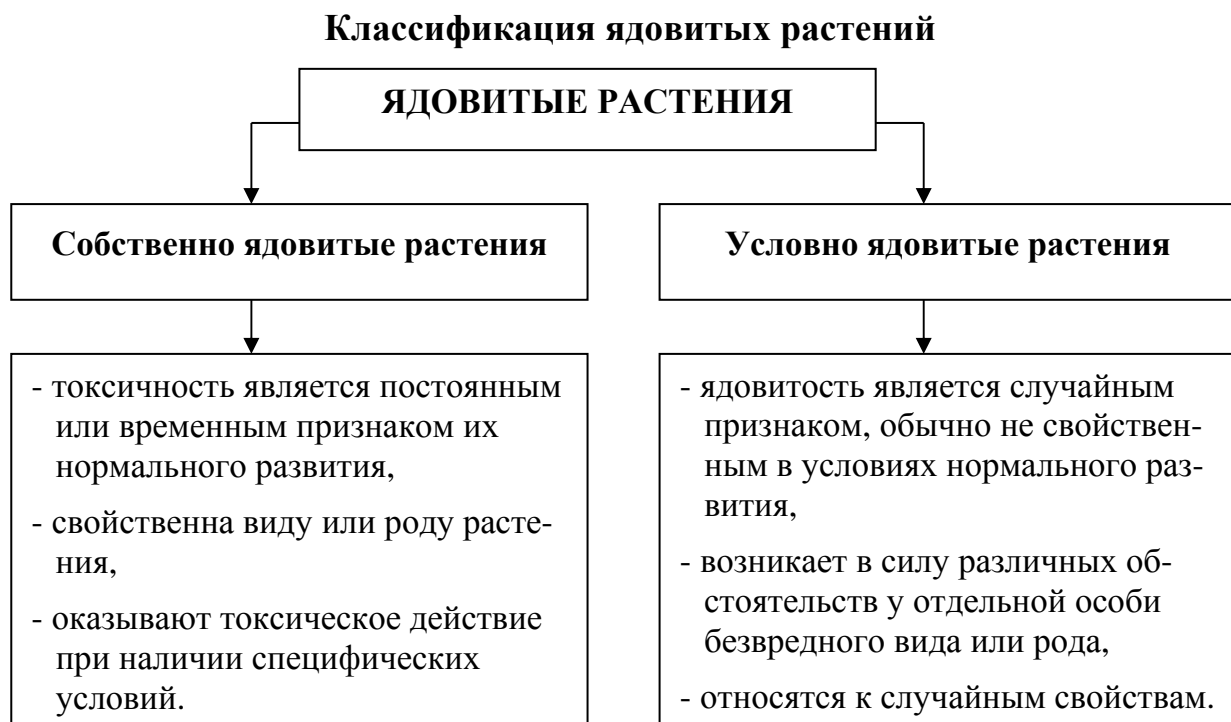 Классификация ядовитых растений
ЯДОВИТЫЕ РАСТЕНИЯ
Собственно ядовитые растения
Условно ядовитые растения
- токсичность является постоянным
или временным признаком их
нормального развития,
- свойственна виду или роду расте-
ния,
- оказывают токсическое действие
при наличии специфических
условий.
- ядовитость является случайным
признаком, обычно не свойствен-
ным в условиях нормального раз-
вития,
- возникает в силу различных об-
стоятельств у отдельной особи
безвредного вида или рода,
- относятся к случайным свойствам.